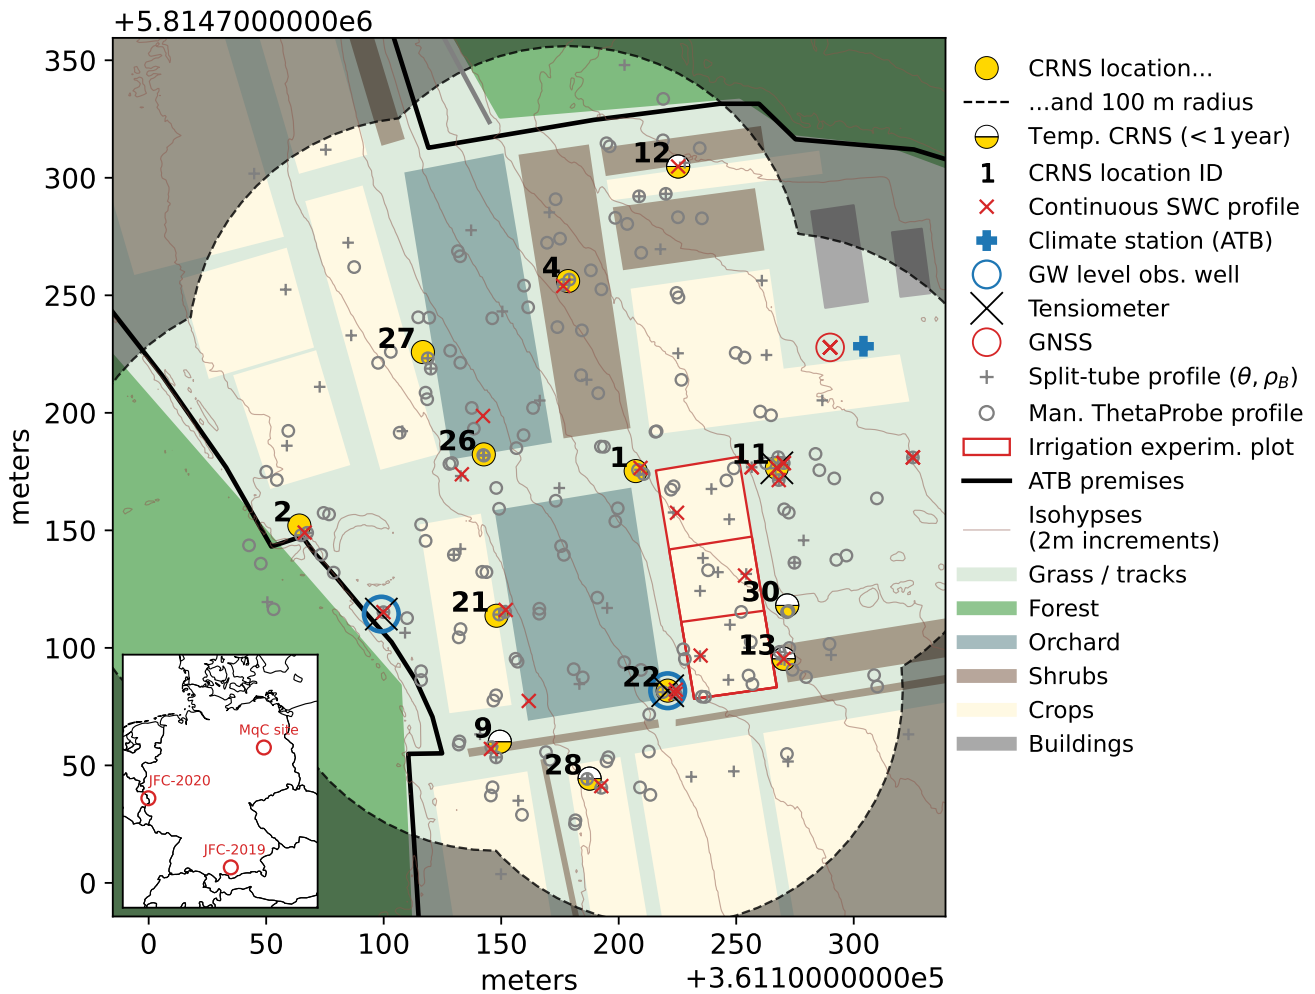 +5.8147000000e6
350
300
250
200
150
100
50
0
meters
0
50
100
150
200
250
300
meters
+3.6110000000e5
12
4
27
26
1
11
2
21
30
13
22
9
28
MqC site
JFC-2020
JFC-2019
CRNS location...
...and 100 m radius
Temp. CRNS (< 1 year)
1 CRNS location ID
Continuous SWC profile
Climate station (ATB)
GW level obs. well
Tensiometer
GNSS
Split-tube profile (θ, ρB)
Man. ThetaProbe profile
Irrigation experim. plot
ATB premises
Isohypses
(2m increments)
Grass / tracks
Forest
Orchard
Shrubs
Crops
Buildings